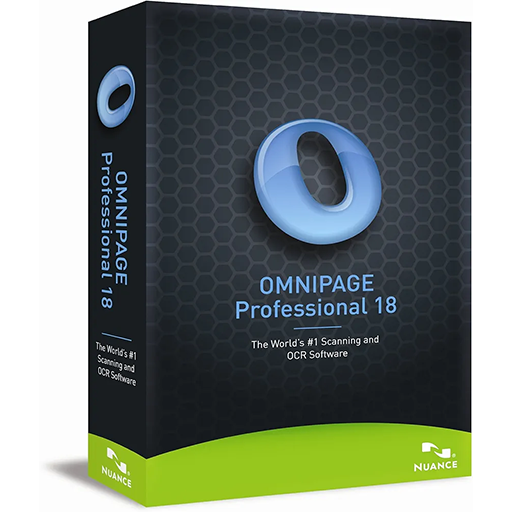 OMNIPAGE
Professional 18
The World's #1
Scanning and
OCR Software
NUANCE
OMNIPAGE
Professional 18
The World's #1 Scanning and
OCR Software
NUANCE